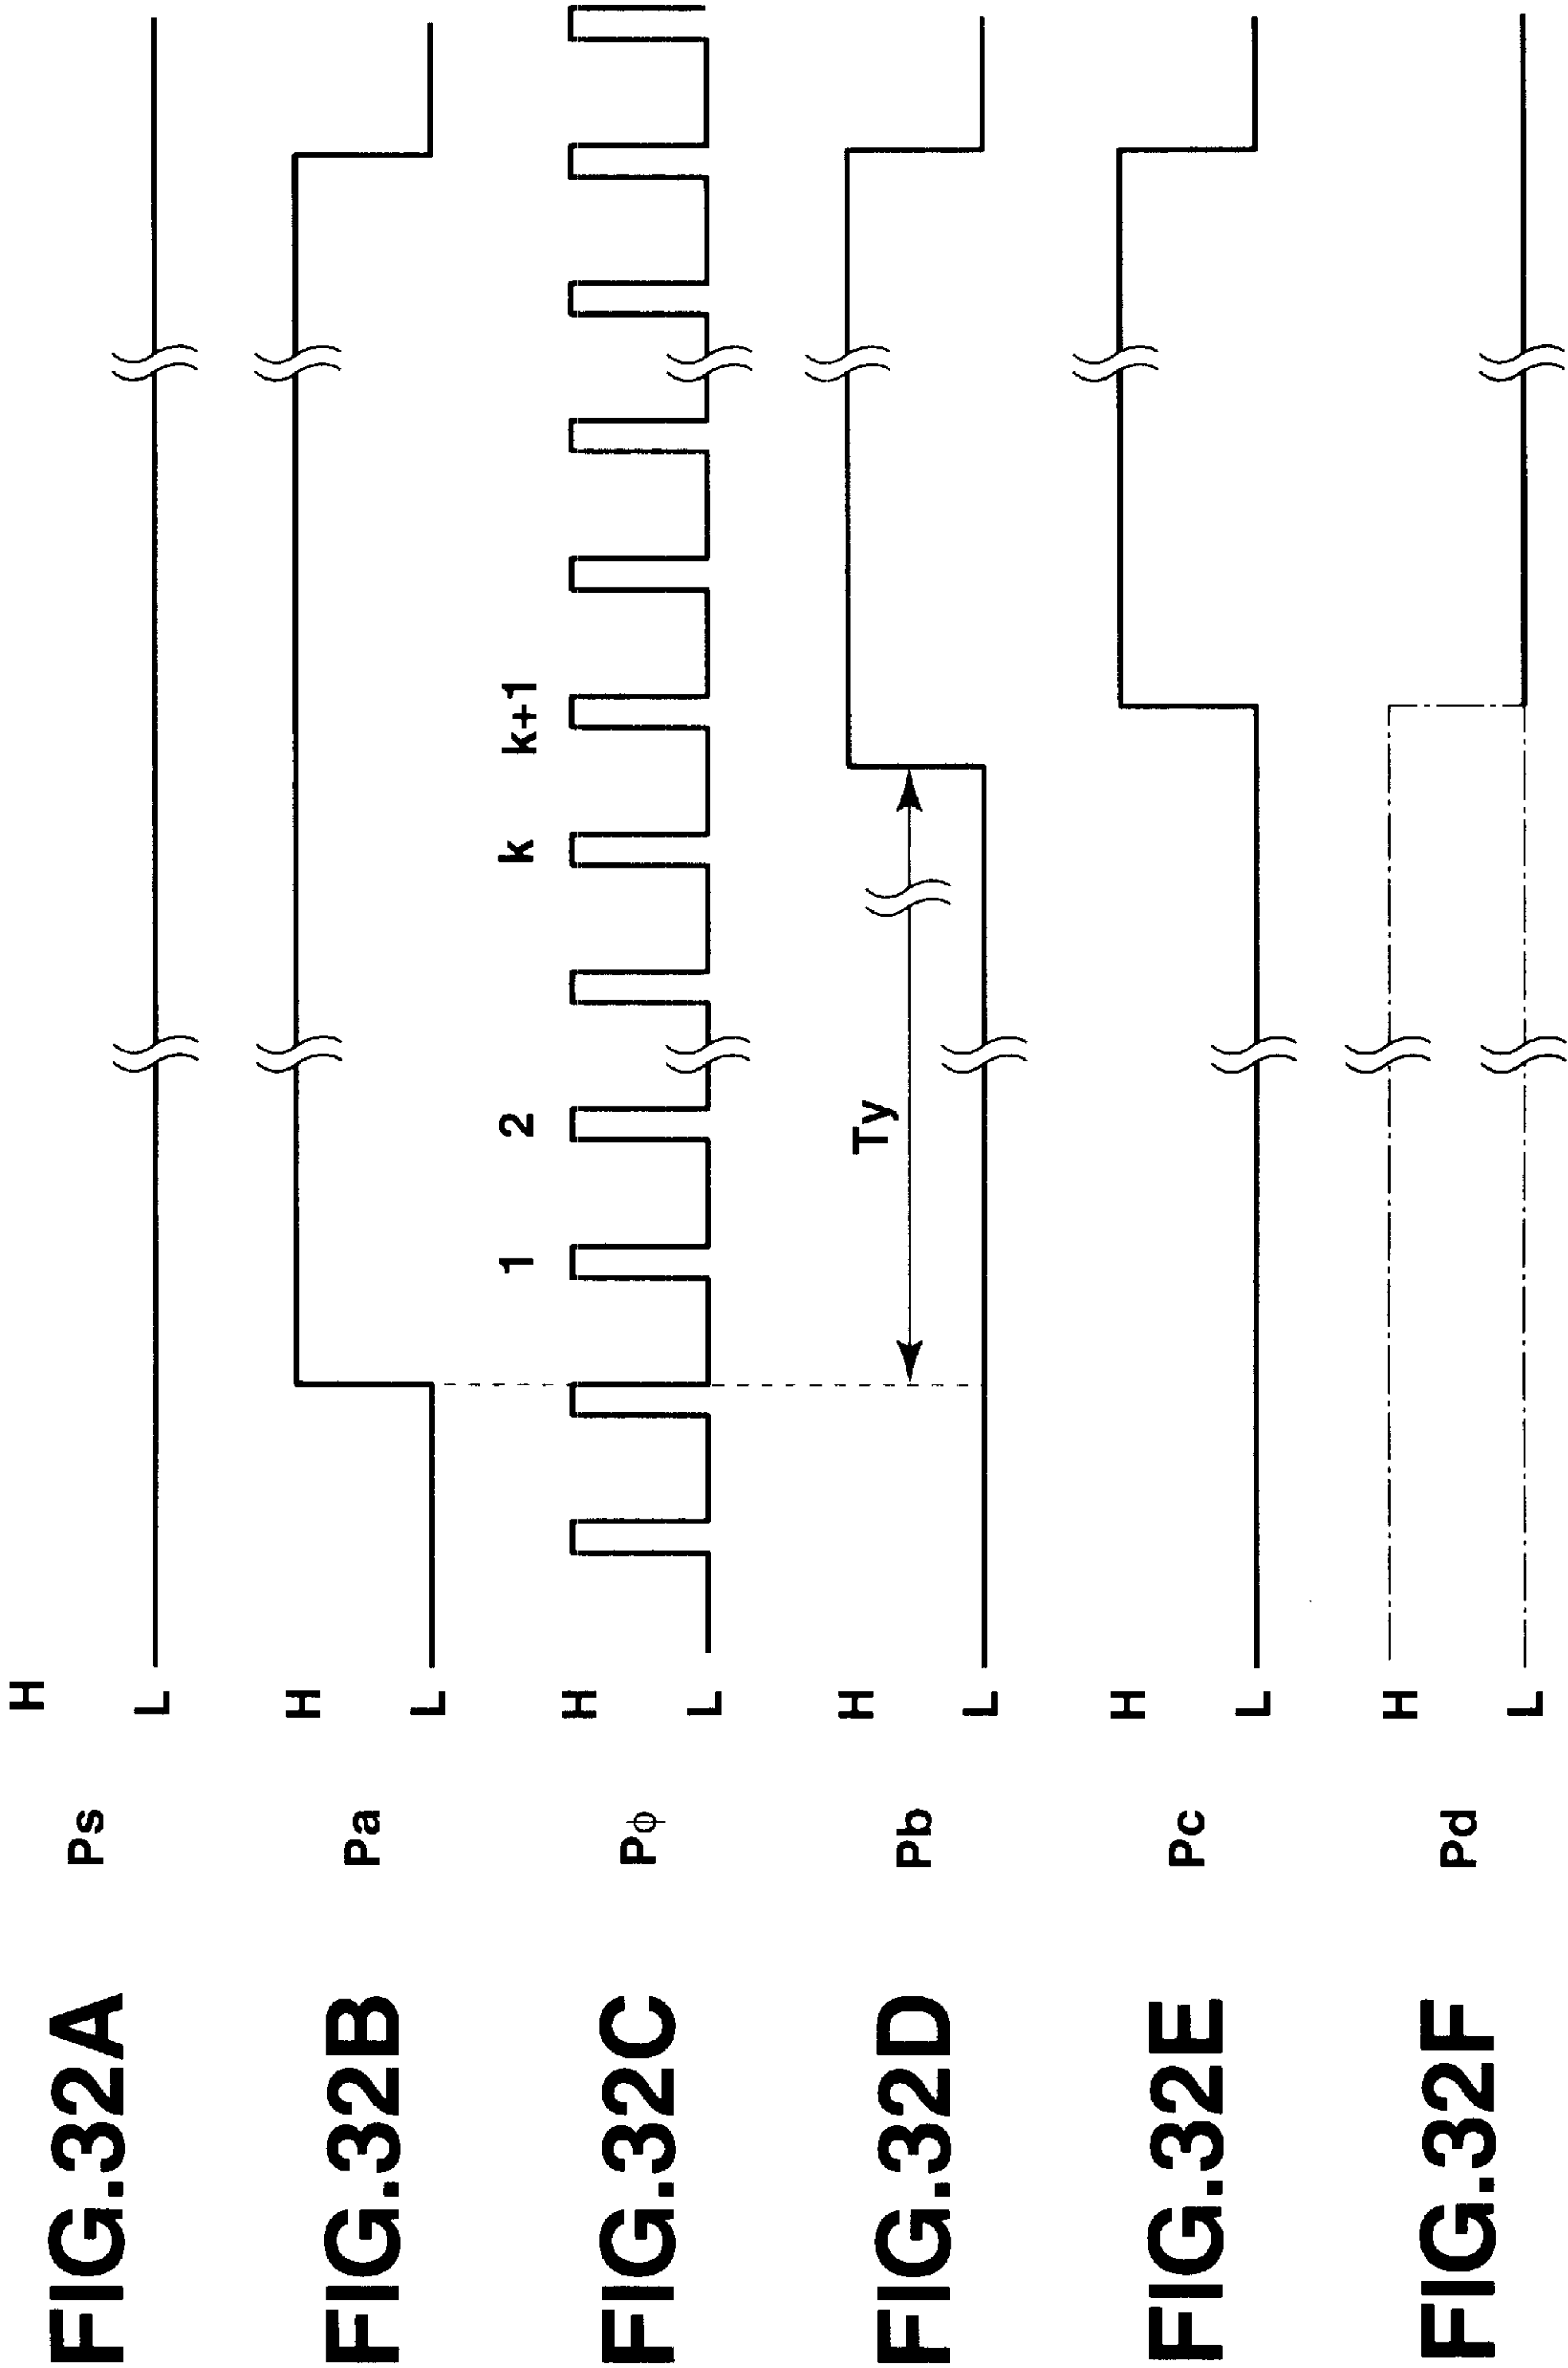 FIG.32A Ps H
L
FIG.32B Pa H
L
1 2 k k+1
FIG.32C Pϕ H
L
FIG.32D Pb H
Ty
L
FIG.32E Pc H
L
FIG.32F Pd H
L